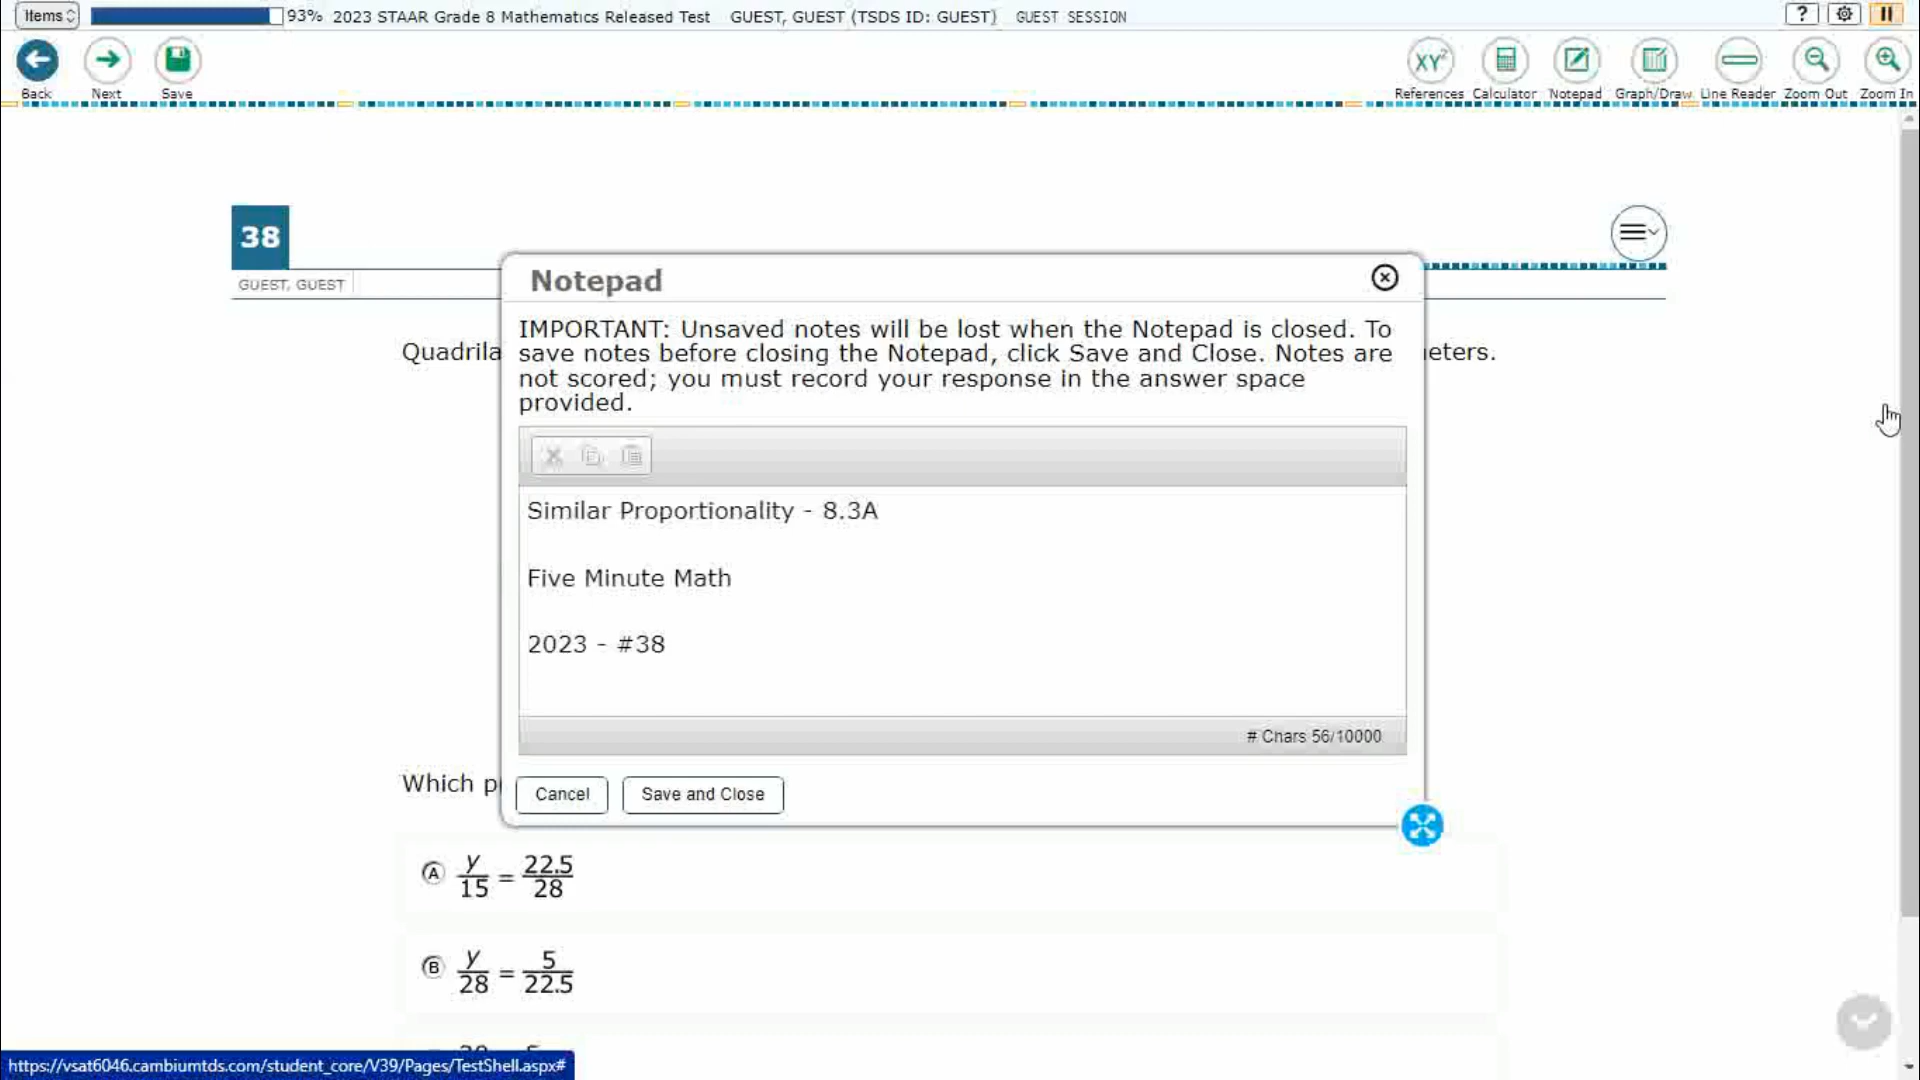 Items 93% 2023 STAAR Grade 8 Mathematics Released Test GUEST, GUEST (TSDS ID: GUEST) GUEST SESSION ?
Back Next Save XY² References Calculator Notepad Graph/Draw Line Reader Zoom Out Zoom In
38
GUEST, GUEST
Notepad
IMPORTANT: Unsaved notes will be lost when the Notepad is closed. To
save notes before closing the Notepad, click Save and Close. Notes are
not scored; you must record your response in the answer space
provided.
Quadrila eters.
Similar Proportionality - 8.3A
Five Minute Math
2023 - #38
# Chars 56/10000
Which p
Cancel Save and Close
A y/15 = 22.5/28
B y/28 = 5/22.5
https://vsat6046.cambiumtds.com/student_core/V39/Pages/TestShell.aspx#